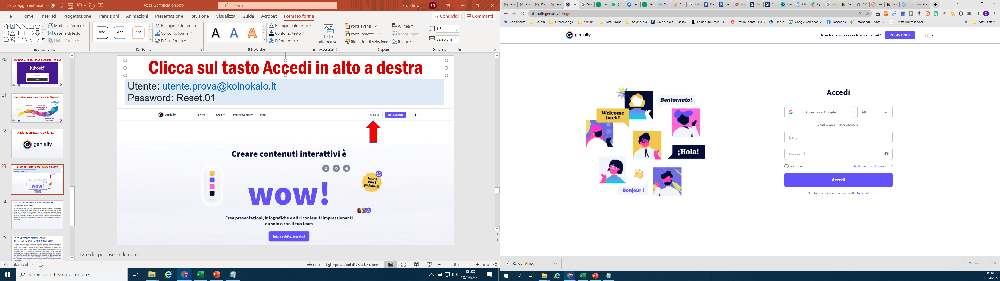 Salvataggio automatico
Reset_Gamification.pptx
Cerca
Erra Giovanni
EG
File Home Inserisci Progettazione Transizioni Animazioni Presentazione Revisione Visualizza Guida Acrobat Formato forma
Condividi
Commenti
Modifica forma
Casella di testo
Unisci forme
Inserisci forme
Abc Abc Abc
Riempimento forma
Contorno forma
Effetti forma
Stili forma
A A A
Riempimento testo
Contorno testo
Effetti testo
Stili WordArt
Testo
alternativo
Accessibilità
Porta avanti
Porta indietro
Riquadro di selezione
Allinea
Raggruppa
Ruota
Disponi
1,5 cm
32,26 cm
Dimensioni
20
Andiamo su Kahoot.it ed inseriamo il codice
Kahoot!
21
Gamification as engaging learning methodology
22
Andiamo su https://genial.ly/
genially
23
Clicca sul tasto Accedi in alto a destra
wow!
24
QUALI STRUMENTI POSSONO INNOVARE
L'APPRENDIMENTO?
25
LE COMPETENZE DIGITALI COME
INFLUENZERANNO L'APPRENDIMENTO?
Clicca sul tasto Accedi in alto a destra
Utente: utente.prova@koinokalo.it
Password: Reset.01
genially
Per chi
Crea
Perché Genially
Piani
ACCEDI
REGISTRATI
IT
Creare contenuti interattivi è
wow!
Gioca
con i
pulsanti!
Crea presentazioni, infografiche e altri contenuti impressionanti
da solo o con il tuo team
Inizia subito, è gratis!
Fare clic per inserire le note
Diapositiva 23 di 29
Note
Impostazioni di visualizzazione
81%
Scrivi qui il testo da cercare.
00:03
13/04/2022
auth.genial.ly/it/login
Bookmarks
Scuola
UtentiGoogle
WP_RSS
DicaEuropa
Soloscuola
Solocuola.it – Rasse...
La Repubblica.it - H...
Profilo utente | Eve...
Libero
Google Calendar -...
Facebook
Infobandi CSVnet –...
Rivista Impresa Soci...
Altri Preferiti
genially
Non hai ancora creato un account?
REGISTRATI
IT
Bentornato!
Welcome
back!
¡Hola!
Bonjour !
Accedi
Accedi con Google
Altri
o con la tua e-mail e password:
E-mail
Password
Ricordami
Hai dimenticato la password?
Accedi
Non hai ancora creato un account? Registrati
Kahoot_01.jpg
Mostra tutto
00:03
13/04/2022